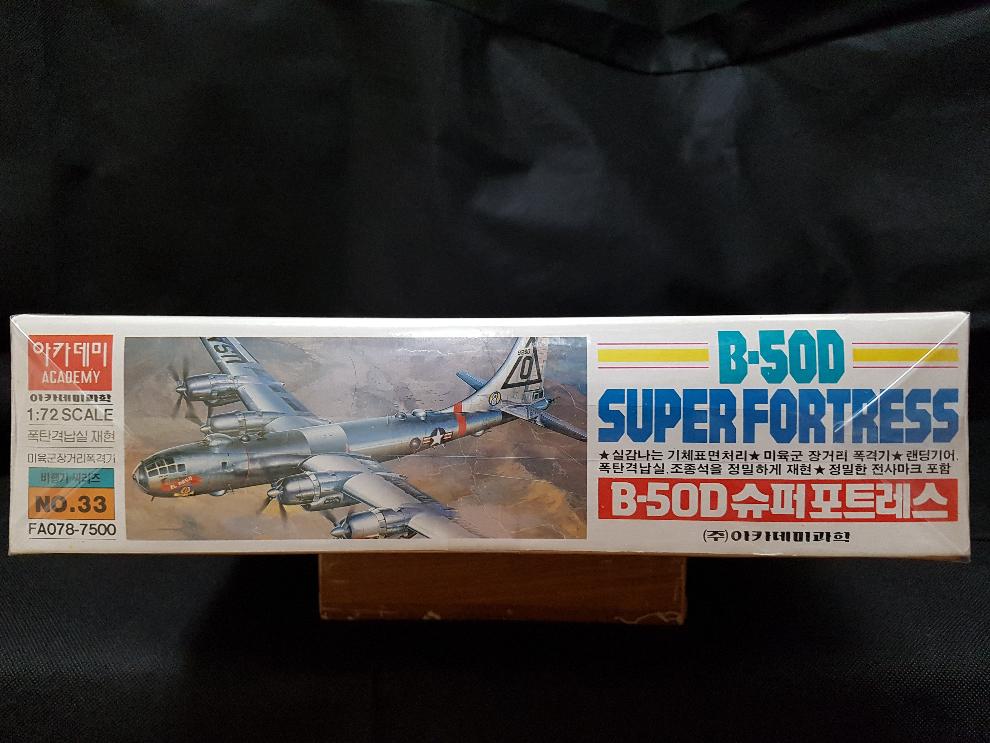 아카데미
ACADEMY
아카데미과학
1:72 SCALE
폭탄격납실 재현
미육군장거리폭격기
비행기 시리즈
NO.33
FA078-7500
B-50D
SUPER FORTRESS
★실감나는 기체표면처리★미육군 장거리 폭격기★랜딩기어.
폭탄격납실.조종석을 정밀하게 재현★정밀한 전사마크 포함
B-50D 슈퍼포트레스
(주)아카데미과학